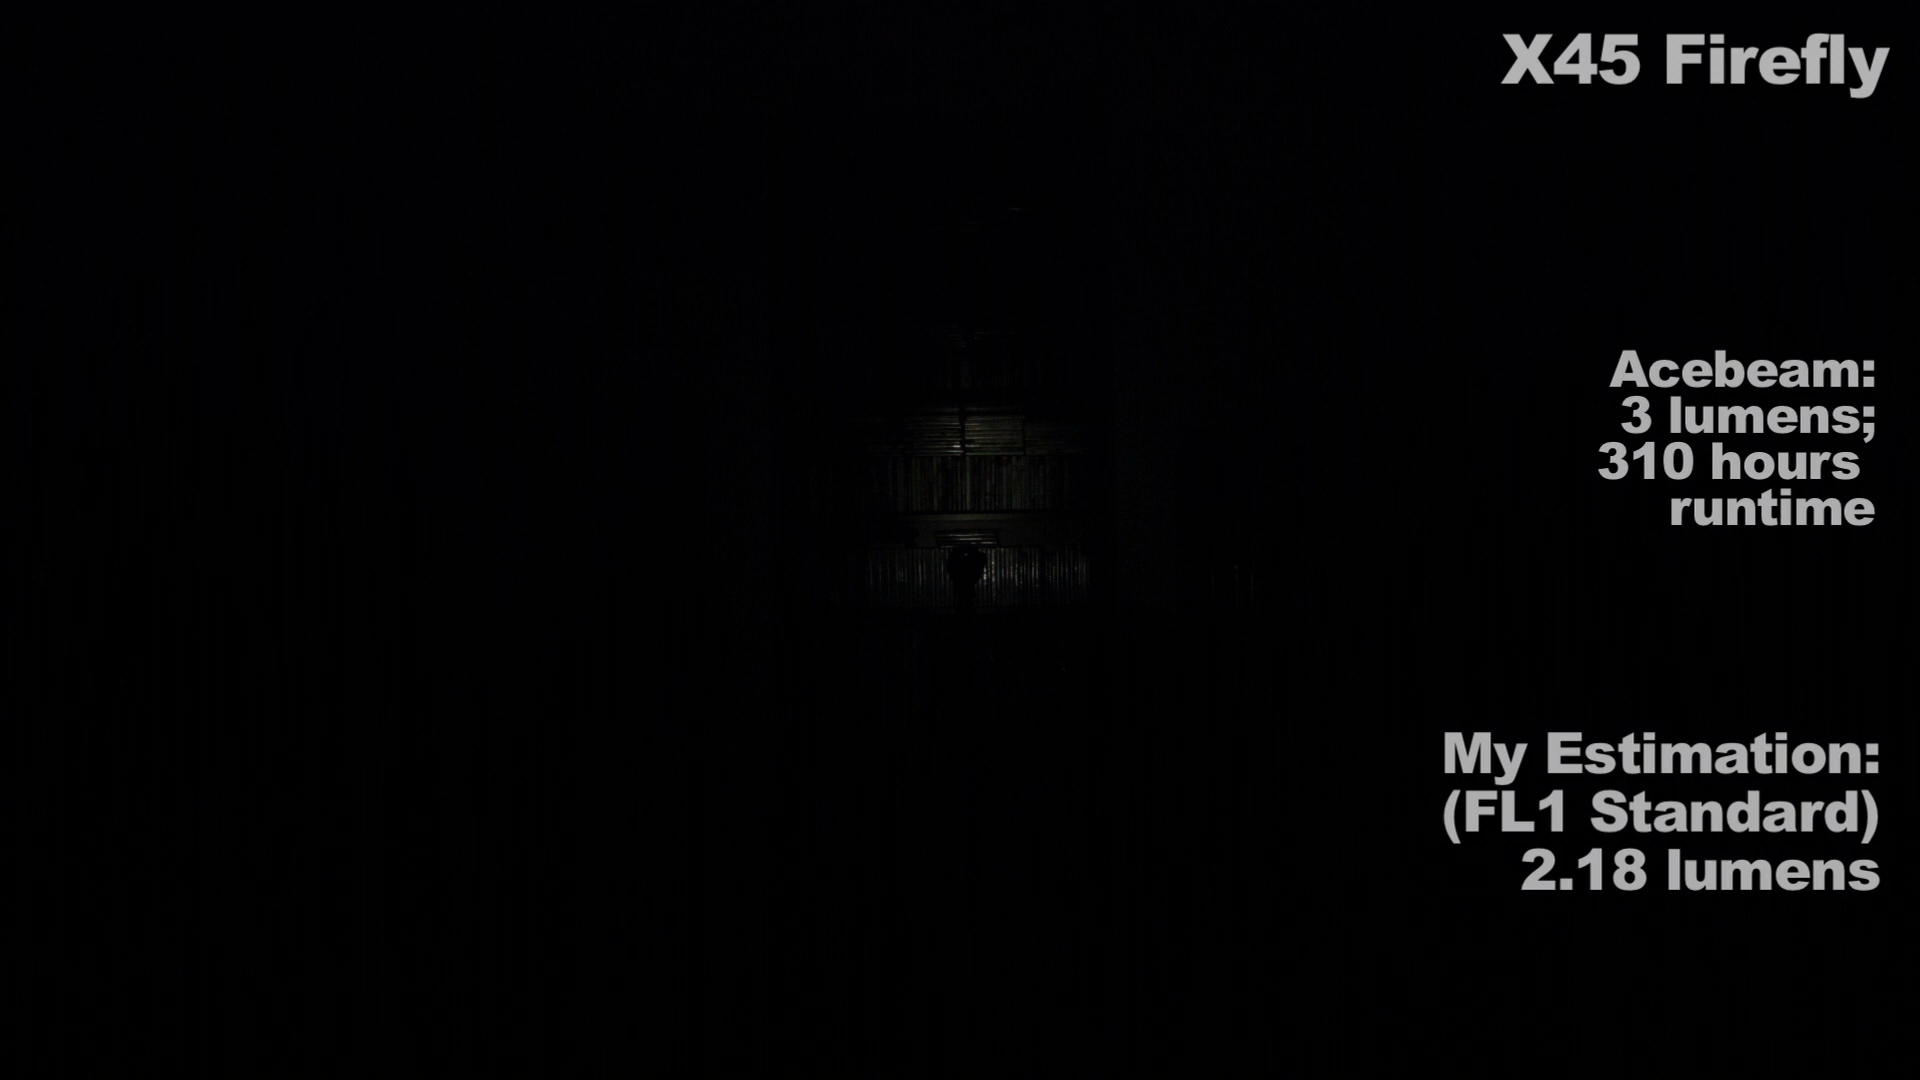 X45 Firefly
Acebeam:
3 lumens;
310 hours
runtime
My Estimation:
(FL1 Standard)
2.18 lumens